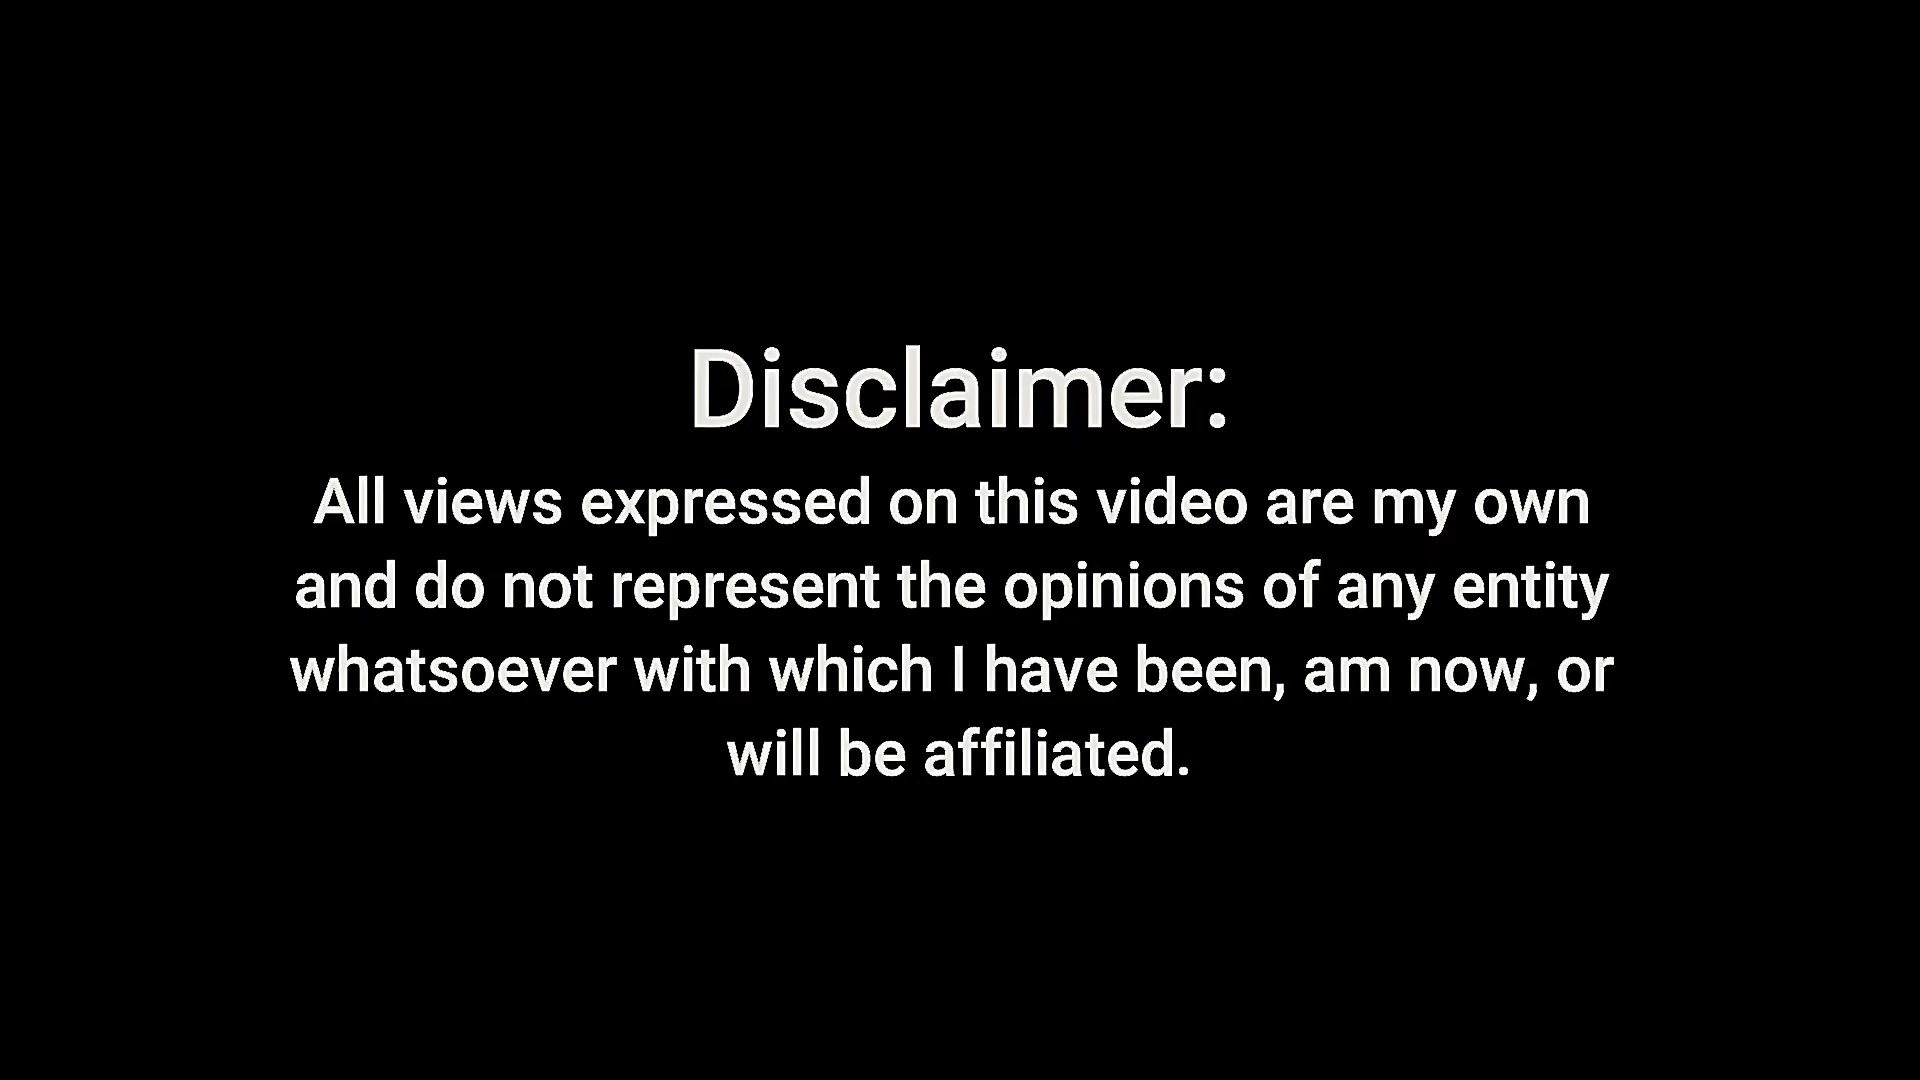 Disclaimer:
All views expressed on this video are my own
and do not represent the opinions of any entity
whatsoever with which I have been, am now, or
will be affiliated.